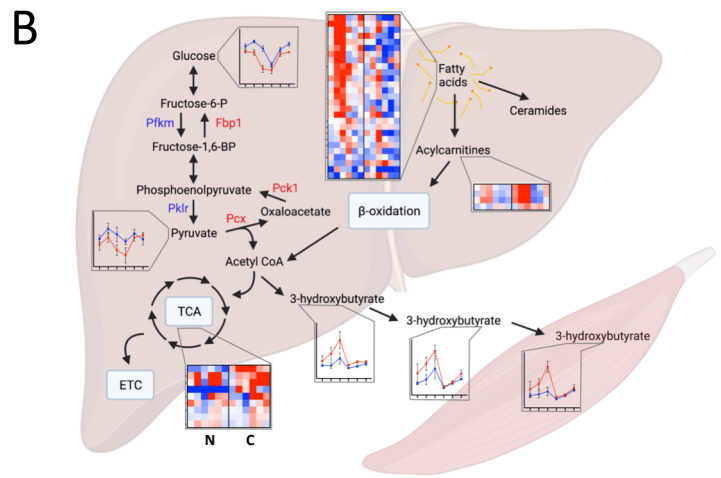 B
Glucose
Fructose-6-P
Pfkm
Fbp1
Fructose-1,6-BP
Phosphoenolpyruvate
Pck1
Pklr
Oxaloacetate
Pcx
Pyruvate
Acetyl CoA
TCA
ETC
N
C
Fatty
acids
Ceramides
Acylcarnitines
β-oxidation
3-hydroxybutyrate
3-hydroxybutyrate
3-hydroxybutyrate